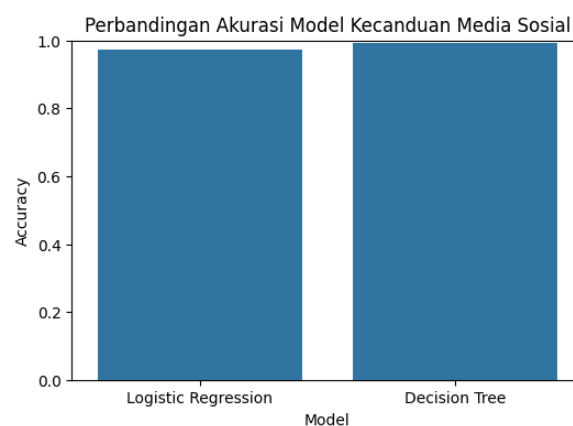 Perbandingan Akurasi Model Kecanduan Media Sosial
1.0
0.8
0.6
0.4
0.2
0.0
Accuracy
Logistic Regression
Decision Tree
Model